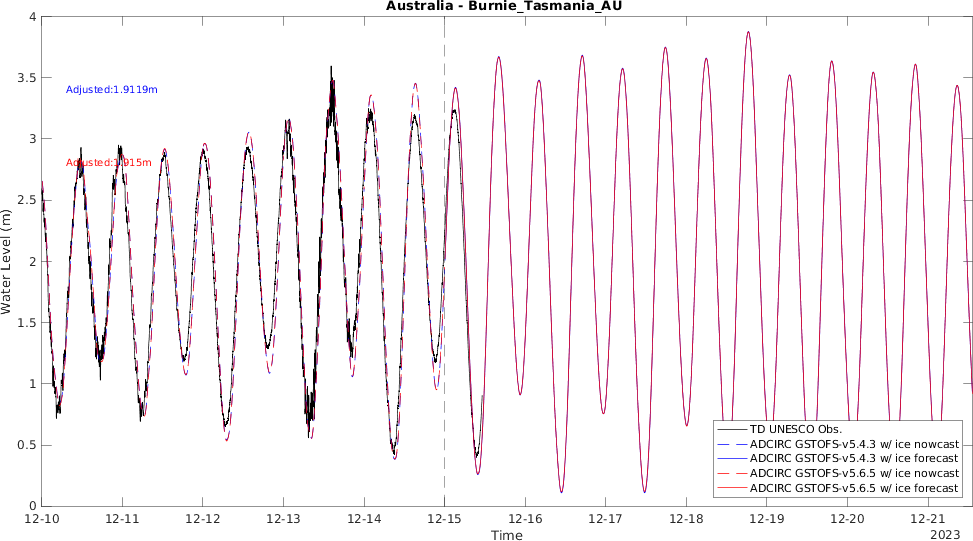 Australia - Burnie_Tasmania_AU
4
3.5
3
2.5
2
1.5
1
0.5
0
Water Level (m)
Adjusted:1.9119m
Adjusted:1.915m
TD UNESCO Obs.
ADCIRC GSTOFS-v5.4.3 w/ ice nowcast
ADCIRC GSTOFS-v5.4.3 w/ ice forecast
ADCIRC GSTOFS-v5.6.5 w/ ice nowcast
ADCIRC GSTOFS-v5.6.5 w/ ice forecast
12-10 12-11 12-12 12-13 12-14 12-15 12-16 12-17 12-18 12-19 12-20 12-21
Time
2023